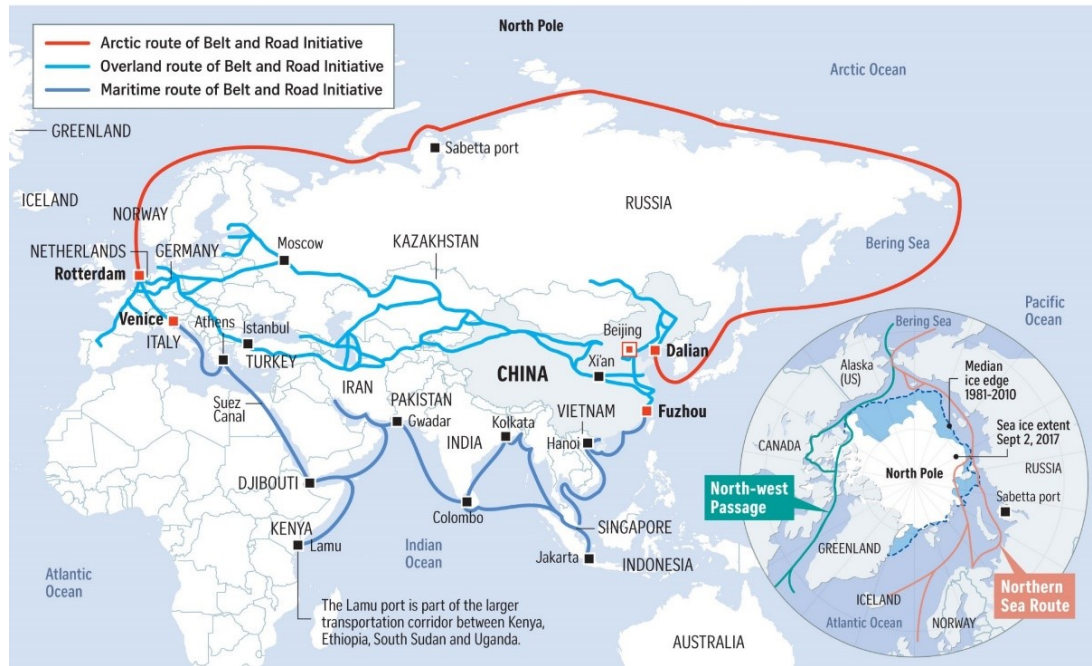 North Pole
Arctic route of Belt and Road Initiative
Overland route of Belt and Road Initiative
Maritime route of Belt and Road Initiative
Arctic Ocean
GREENLAND
Sabetta port
ICELAND
NORWAY
RUSSIA
Bering Sea
NETHERLANDS
GERMANY
Moscow
KAZAKHSTAN
Rotterdam
Pacific
Ocean
Venice
Athens
Istanbul
ITALY
TURKEY
Beijing
Dalian
Xi'an
CHINA
IRAN
PAKISTAN
Gwadar
Suez
Canal
Kolkata
INDIA
VIETNAM
Hanoi
Fuzhou
DJIBOUTI
Colombo
KENYA
Lamu
SINGAPORE
Jakarta
INDONESIA
Indian
Ocean
Atlantic
Ocean
The Lamu port is part of the larger
transportation corridor between Kenya,
Ethiopia, South Sudan and Uganda.
AUSTRALIA
Bering Sea
Alaska
(US)
Median
ice edge
1981-2010
Sea ice extent
Sept 2, 2017
CANADA
North Pole
RUSSIA
North-west
Passage
Sabetta port
GREENLAND
Northern
Sea Route
ICELAND
Atlantic Ocean
NORWAY